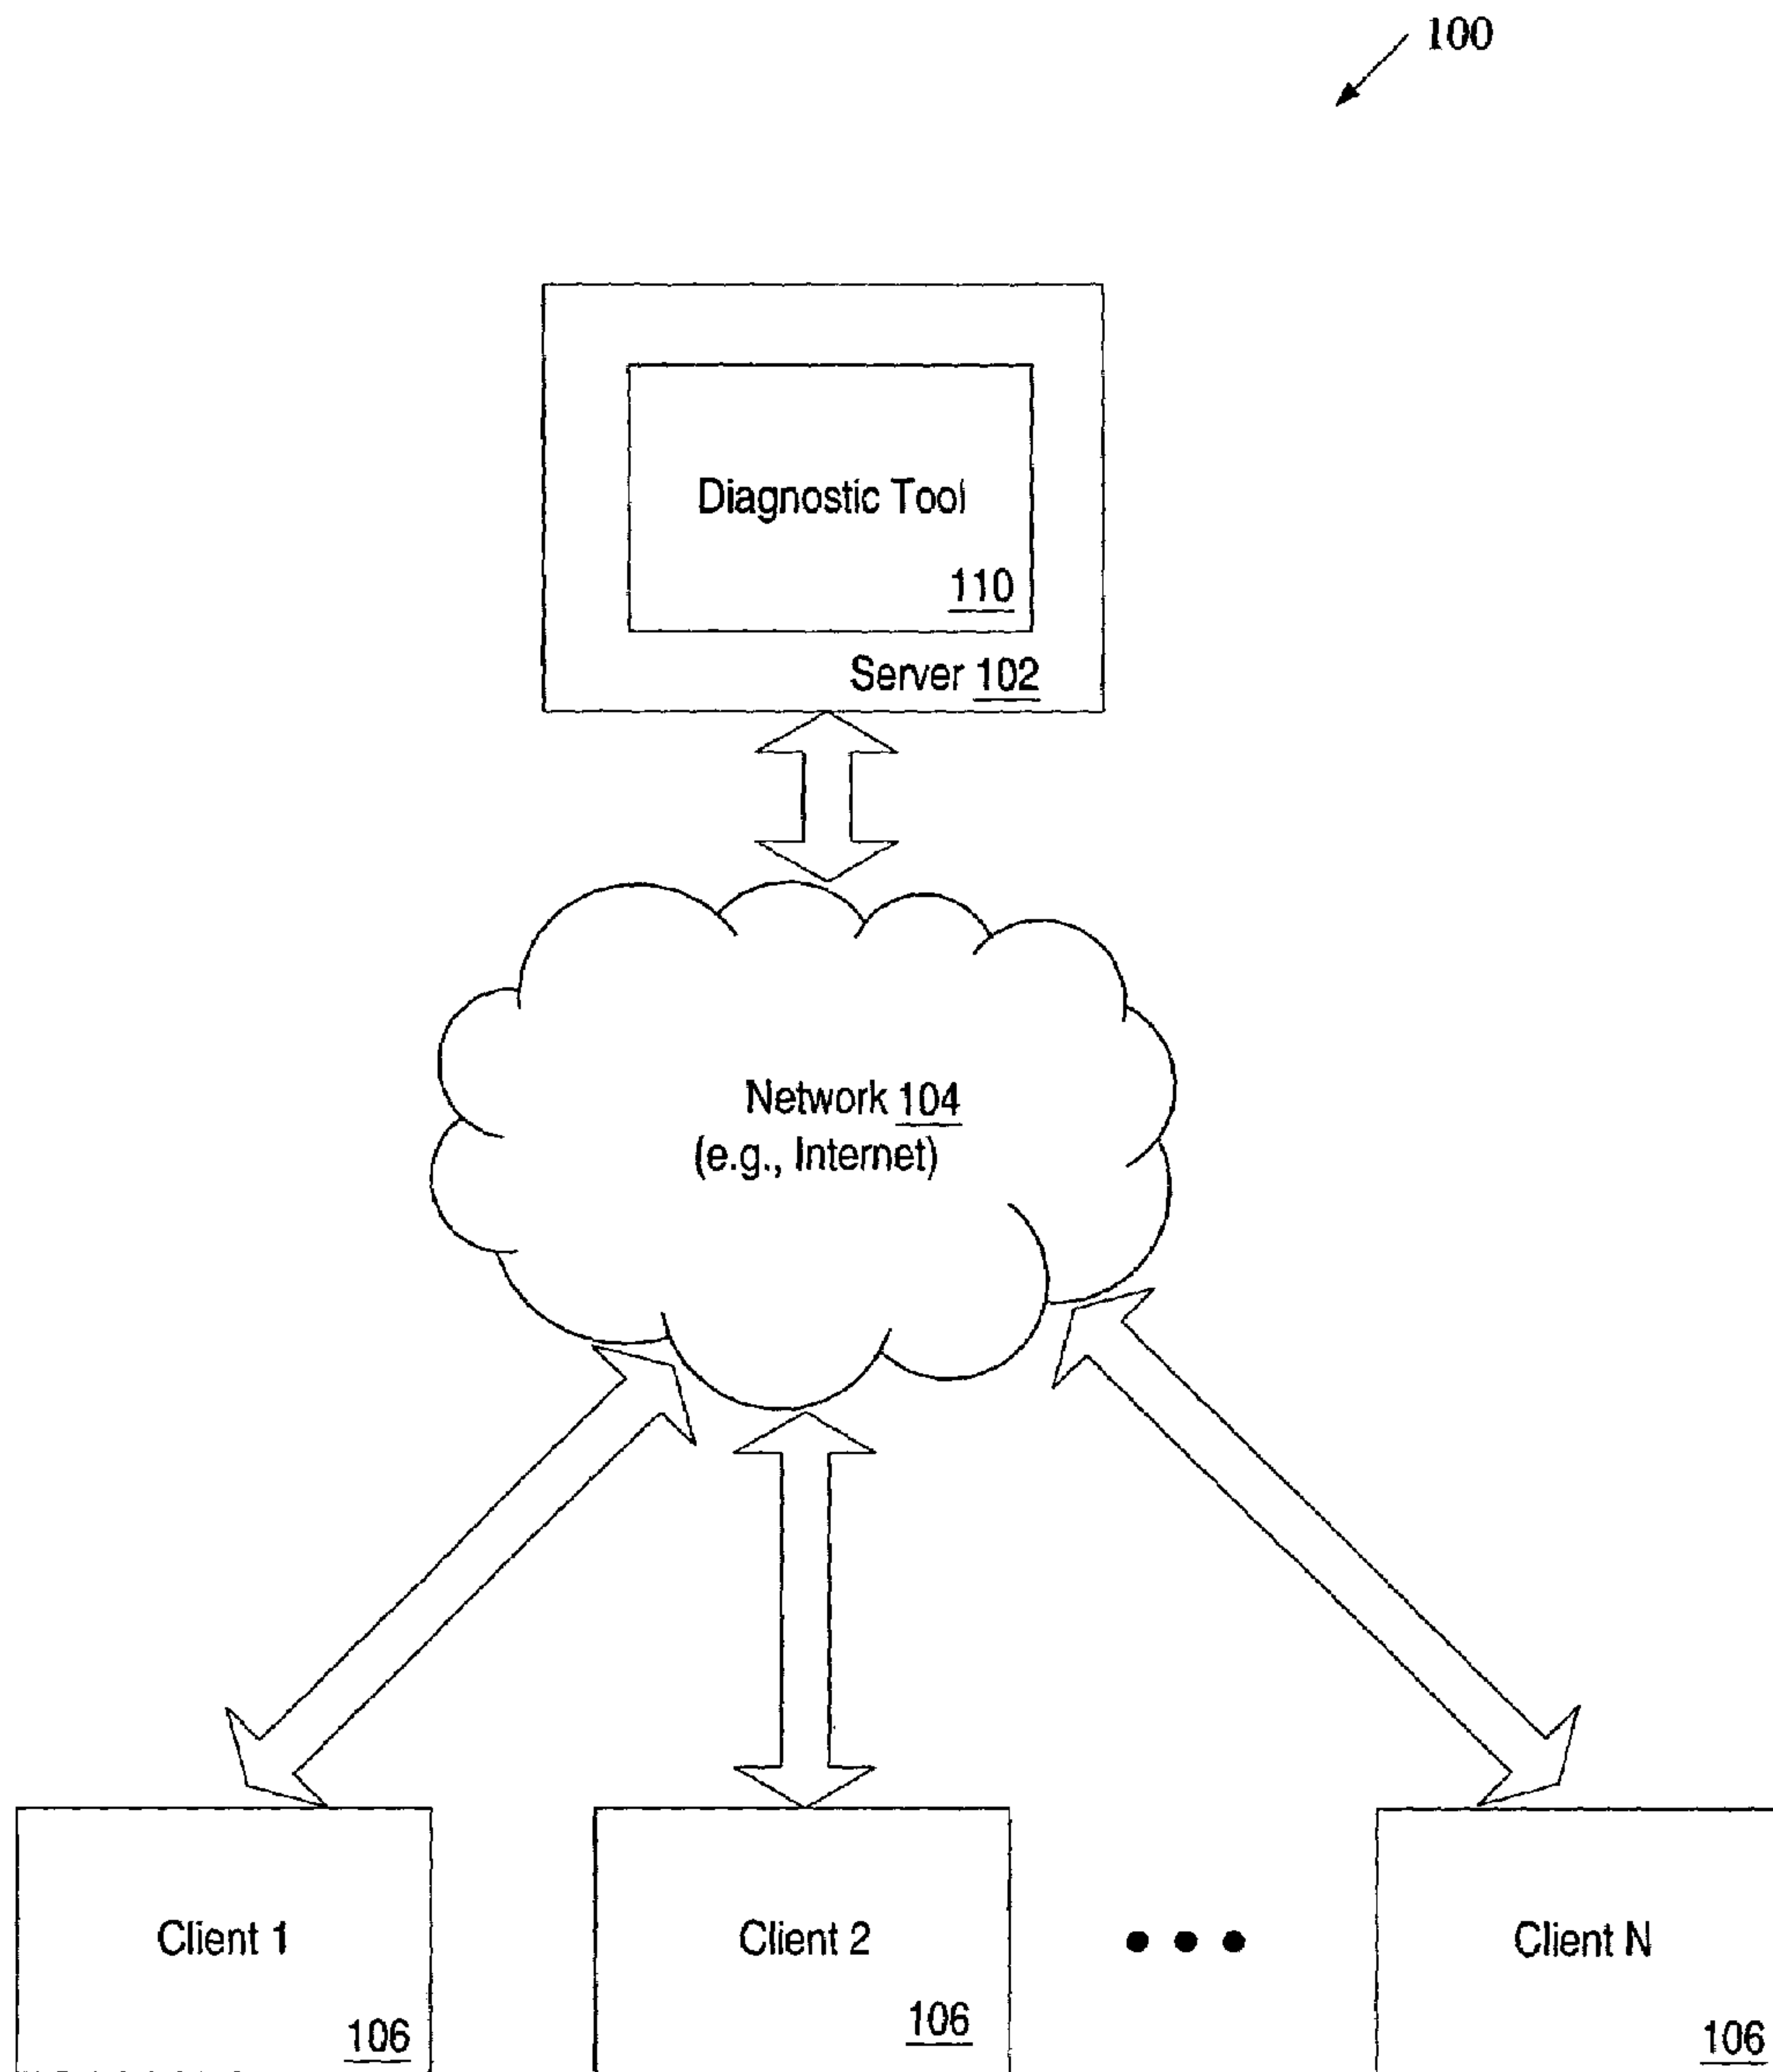 100
Diagnostic Tool
110
Server 102
Network 104
(e.g., Internet)
Client 1
106
Client 2
106
Client N
106